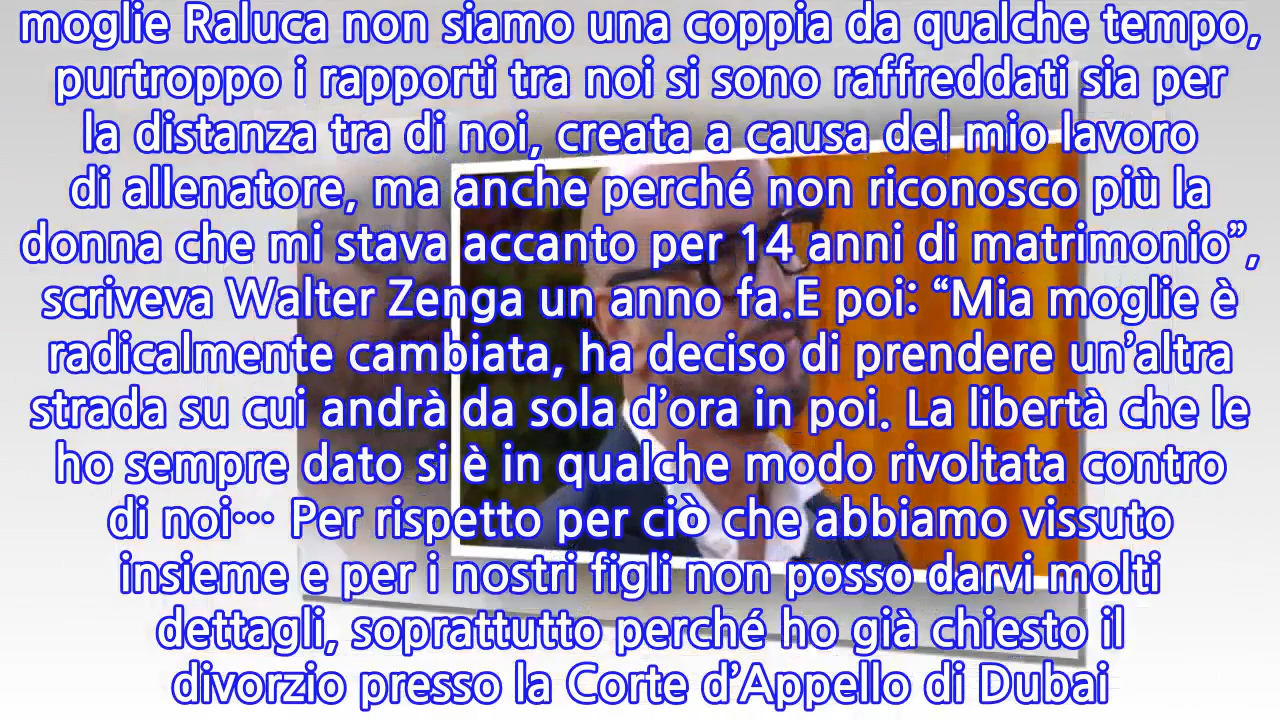 moglie Raluca non siamo una coppia da qualche tempo,
purtroppo i rapporti tra noi si sono raffreddati sia per
la distanza tra di noi, creata a causa del mio lavoro
di allenatore, ma anche perché non riconosco più la
donna che mi stava accanto per 14 anni di matrimonio”,
scriveva Walter Zenga un anno fa.E poi: “Mia moglie è
radicalmente cambiata, ha deciso di prendere un’altra
strada su cui andrà da sola d’ora in poi. La libertà che le
ho sempre dato si è in qualche modo rivoltata contro
di noi… Per rispetto per ciò che abbiamo vissuto
insieme e per i nostri figli non posso darvi molti
dettagli, soprattutto perché ho già chiesto il
divorzio presso la Corte d’Appello di Dubai